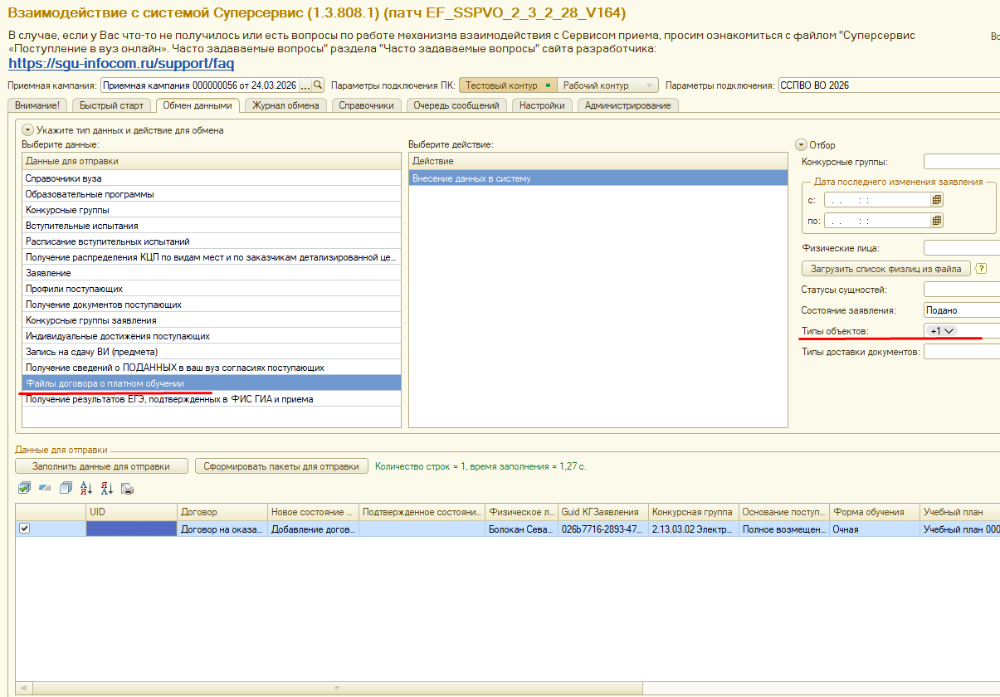 Взаимодействие с системой Суперсервис (1.3.808.1) (патч EF_SSPVO_2_3_2_28_V164)
В случае, если у Вас что-то не получилось или есть вопросы по работе механизма взаимодействия с Сервисом приема, просим ознакомиться с файлом "Суперсервис
Вс
«Поступление в вуз онлайн». Часто задаваемые вопросы" раздела "Часто задаваемые вопросы" сайта разработчика:
https://sgu-infocom.ru/support/faq
Приемная кампания: Приемная кампания 000000056 от 24.03.2026 ... Параметры подключения ПК: Тестовый контур Рабочий контур Параметры подключения: ССПВО ВО 2026
Внимание! Быстрый старт Обмен данными Журнал обмена Справочники Очередь сообщений Настройки Администрирование
Укажите тип данных и действие для обмена
Выберите данные:
Данные для отправки
Справочники вуза
Образовательные программы
Конкурсные группы
Вступительные испытания
Расписание вступительных испытаний
Получение распределения КЦП по видам мест и по заказчикам детализированной це...
Заявление
Профили поступающих
Получение документов поступающих
Конкурсные группы заявления
Индивидуальные достижения поступающих
Запись на сдачу ВИ (предмета)
Получение сведений о ПОДАННЫХ в ваш вуз согласиях поступающих
Файлы договора о платном обучении
Получение результатов ЕГЭ, подтвержденных в ФИС ГИА и приема
Выберите действие:
Действие
Внесение данных в систему
Отбор
Конкурсные группы:
Дата последнего изменения заявления
с: . . : :
по: . . : :
Физические лица:
Загрузить список физлиц из файла ?
Статусы сущностей:
Состояние заявления: Подано
Типы объектов: +1
Типы доставки документов:
Данные для отправки
Заполнить данные для отправки Сформировать пакеты для отправки Количество строк = 1, время заполнения = 1,27 с.
UID Договор Новое состояние ... Подтвержденное состояни... Физическое л... Guid КГЗаявления Конкурсная группа Основание поступ... Форма обучения Учебный план
Договор на оказа... Добавление догов... Болокан Сева... 026b7716-2893-47... 2.13.03.02 Электр... Полное возмещен... Очная Учебный план 000